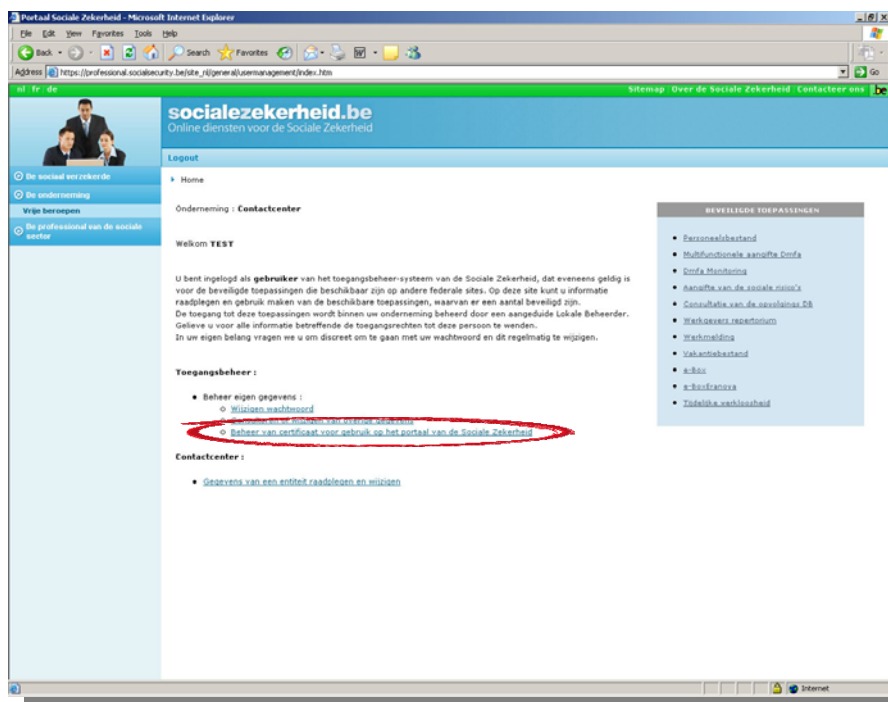 Portaal Sociale Zekerheid - Microsoft Internet Explorer
File Edit View Favorites Tools Help
Back Search Favorites
Address https://professional.socialsecurity.be/site_nl/general/usermanagement/index.htm Go
nl fr de Sitemap Over de Sociale Zekerheid Contacteer ons .be
socialezekerheid.be
Online diensten voor de Sociale Zekerheid
Logout
De sociaal verzekerde
De onderneming
Vrije beroepen
De professional van de sociale sector
Home
Onderneming : Contactcenter
Welkom TEST
U bent ingelogd als gebruiker van het toegangsbeheer-systeem van de Sociale Zekerheid, dat eveneens geldig is
voor de beveiligde toepassingen die beschikbaar zijn op andere federale sites. Op deze site kunt u informatie
raadplegen en gebruik maken van de beschikbare toepassingen, waarvan er een aantal beveiligd zijn.
De toegang tot deze toepassingen wordt binnen uw onderneming beheerd door een aangeduide Lokale Beheerder.
Gelieve u voor alle informatie betreffende de toegangsrechten tot deze persoon te wenden.
In uw eigen belang vragen we u om discreet om te gaan met uw wachtwoord en dit regelmatig te wijzigen.
Toegangsbeheer :
Beheer eigen gegevens :
Wijzigen wachtwoord
Consulteren of wijzigen van overige gegevens
Beheer van certificaat voor gebruik op het portaal van de Sociale Zekerheid
Contactcenter :
Gegevens van een entiteit raadplegen en wijzigen
BEVEILIGDE TOEPASSINGEN
Personeelsbestand
Multifunctionele aangifte Dmfa
Dmfa Monitoring
Aangifte van de sociale risico's
Consultatie van de opvolgings DB
Werkgevers repertorium
Werkmelding
Vakantiebestand
e-Box
e-BoxFranova
Tijdelijke werkloosheid
Internet